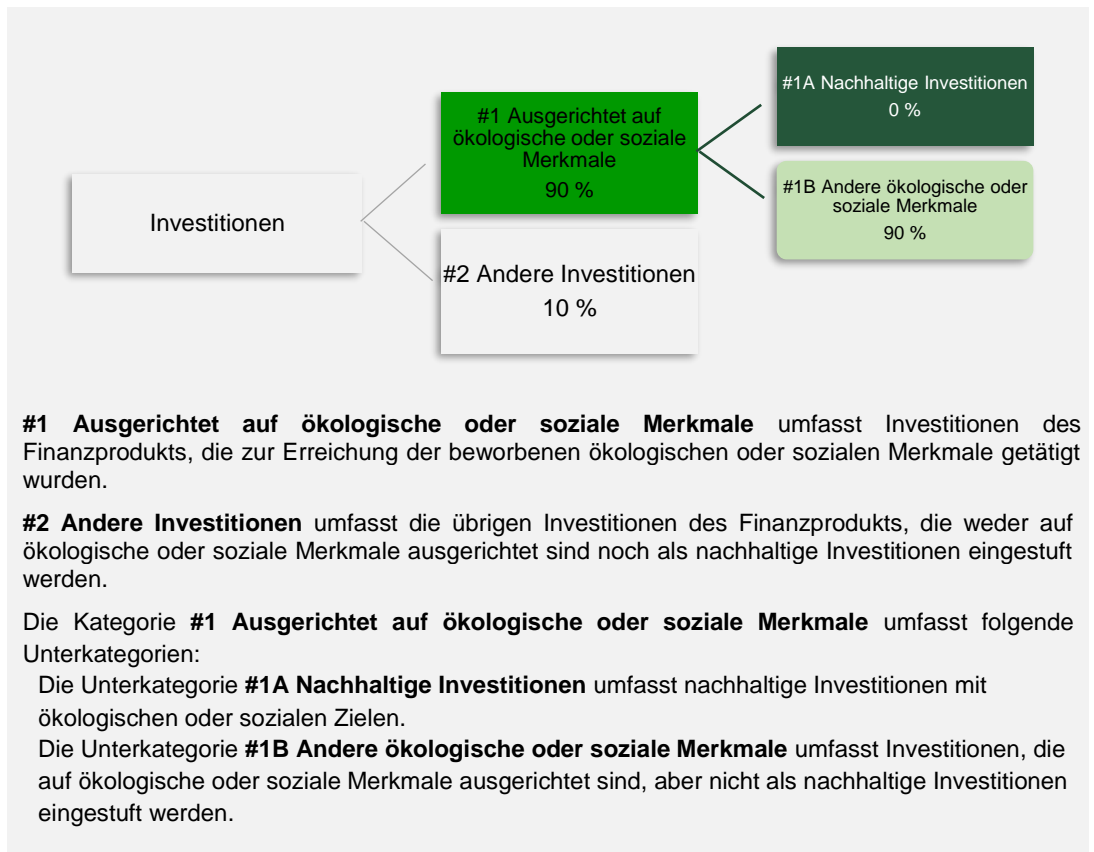 #1A Nachhaltige Investitionen
0 %
#1 Ausgerichtet auf
ökologische oder soziale
Merkmale
90 %
#1B Andere ökologische oder
soziale Merkmale
90 %
Investitionen
#2 Andere Investitionen
10 %
#1 Ausgerichtet auf ökologische oder soziale Merkmale umfasst Investitionen des
Finanzprodukts, die zur Erreichung der beworbenen ökologischen oder sozialen Merkmale getätigt
wurden.
#2 Andere Investitionen umfasst die übrigen Investitionen des Finanzprodukts, die weder auf
ökologische oder soziale Merkmale ausgerichtet sind noch als nachhaltige Investitionen eingestuft
werden.
Die Kategorie #1 Ausgerichtet auf ökologische oder soziale Merkmale umfasst folgende
Unterkategorien:
Die Unterkategorie #1A Nachhaltige Investitionen umfasst nachhaltige Investitionen mit
ökologischen oder sozialen Zielen.
Die Unterkategorie #1B Andere ökologische oder soziale Merkmale umfasst Investitionen, die
auf ökologische oder soziale Merkmale ausgerichtet sind, aber nicht als nachhaltige Investitionen
eingestuft werden.